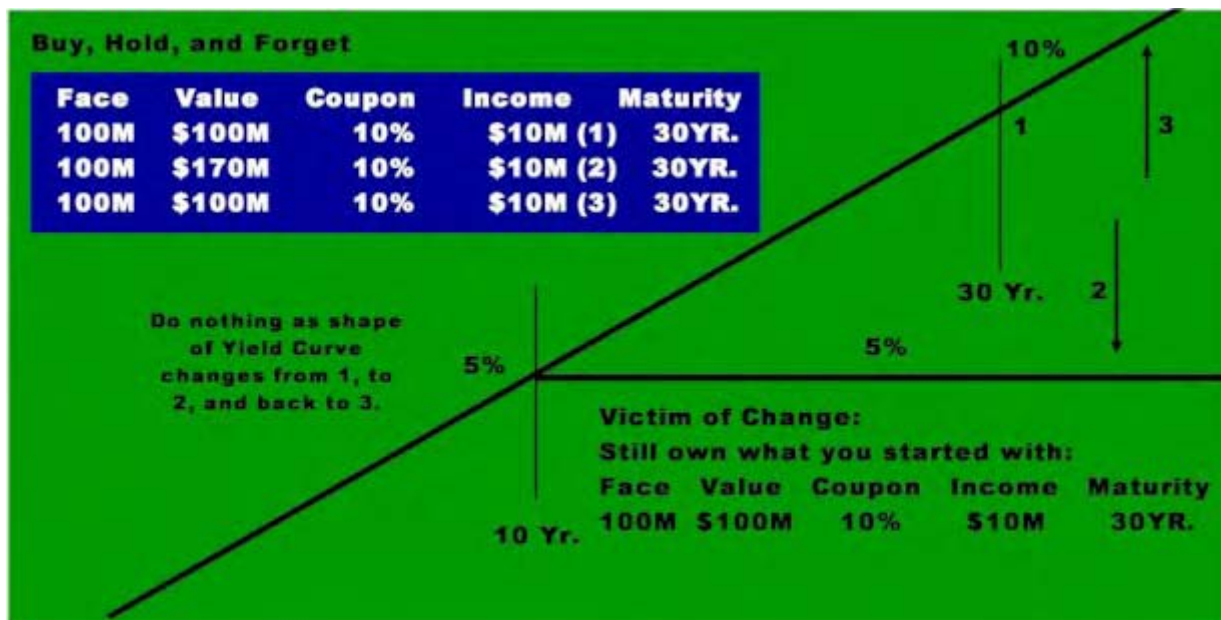 Buy, Hold, and Forget
Face Value Coupon Income Maturity
100M $100M 10% $10M (1) 30YR.
100M $170M 10% $10M (2) 30YR.
100M $100M 10% $10M (3) 30YR.
10%
1
3
30 Yr.
2
Do nothing as shape
of Yield Curve
changes from 1, to
2, and back to 3.
5%
5%
Victim of Change:
Still own what you started with:
Face Value Coupon Income Maturity
100M $100M 10% $10M 30YR.
10 Yr.